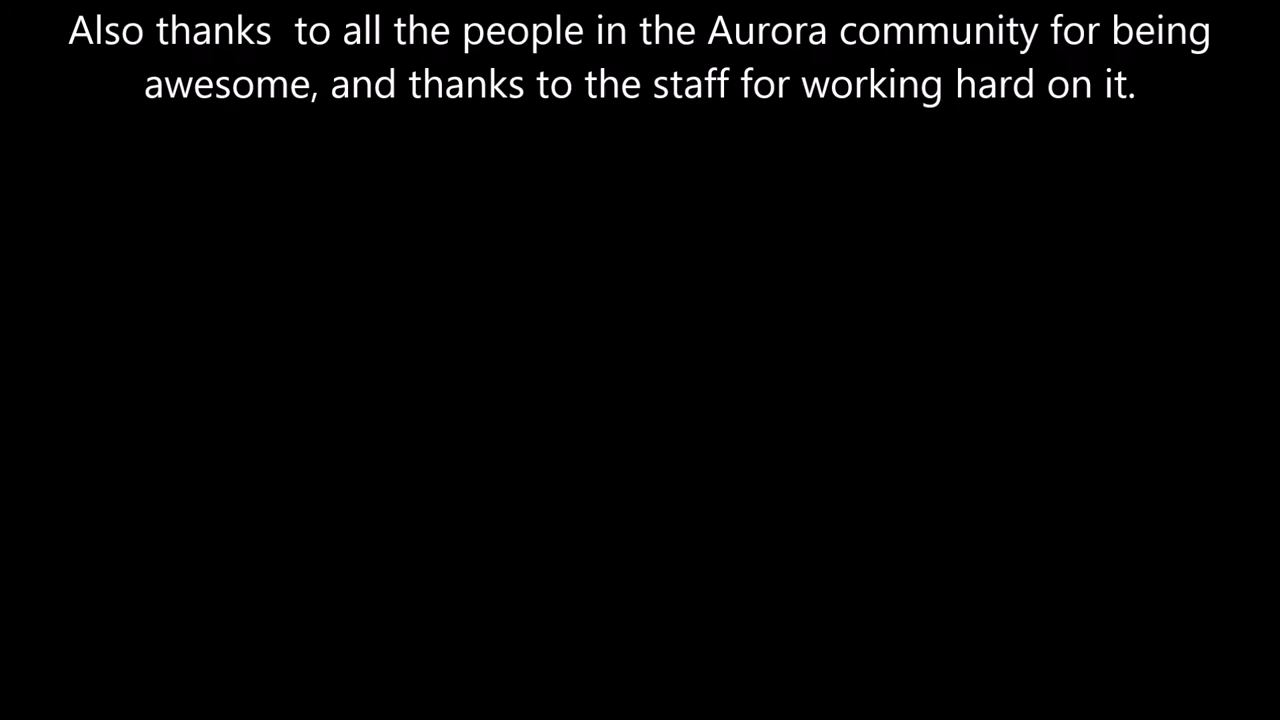 Also thanks  to all the people in the Aurora community for being
awesome, and thanks to the staff for working hard on it.